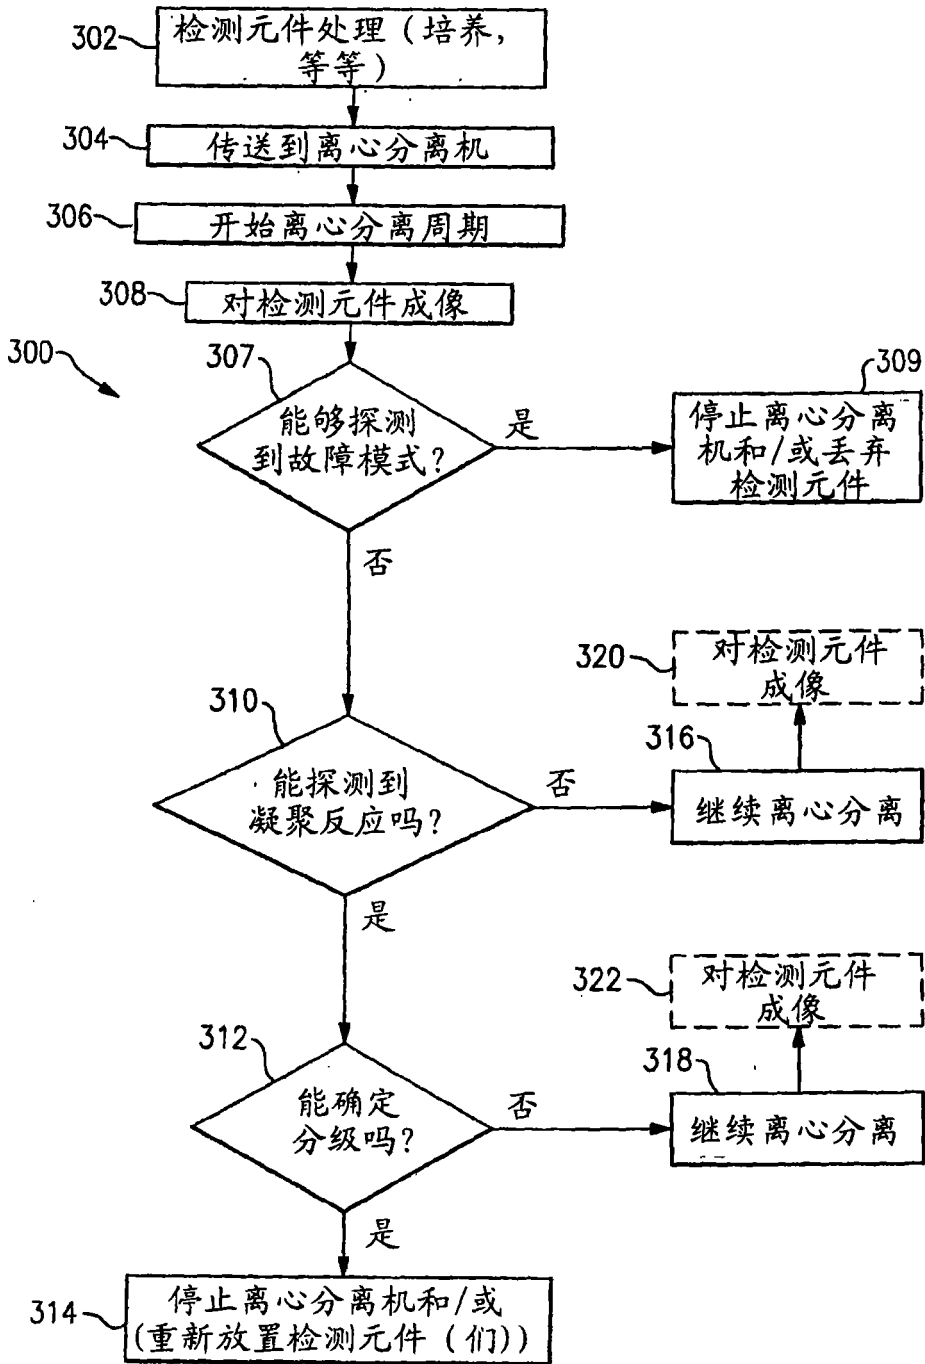 302
检测元件处理（培养，
等等）
304
传送到离心分离机
306
开始离心分离周期
308
对检测元件成像
300
307
能够探测
到故障模式？
是
309
停止离心分离
机和/或丢弃
检测元件
否
310
能探测到
凝聚反应吗？
否
320
对检测元件
成像
316
继续离心分离
是
312
能确定
分级吗？
否
322
对检测元件
成像
318
继续离心分离
是
314
停止离心分离机和/或
(重新放置检测元件（们))